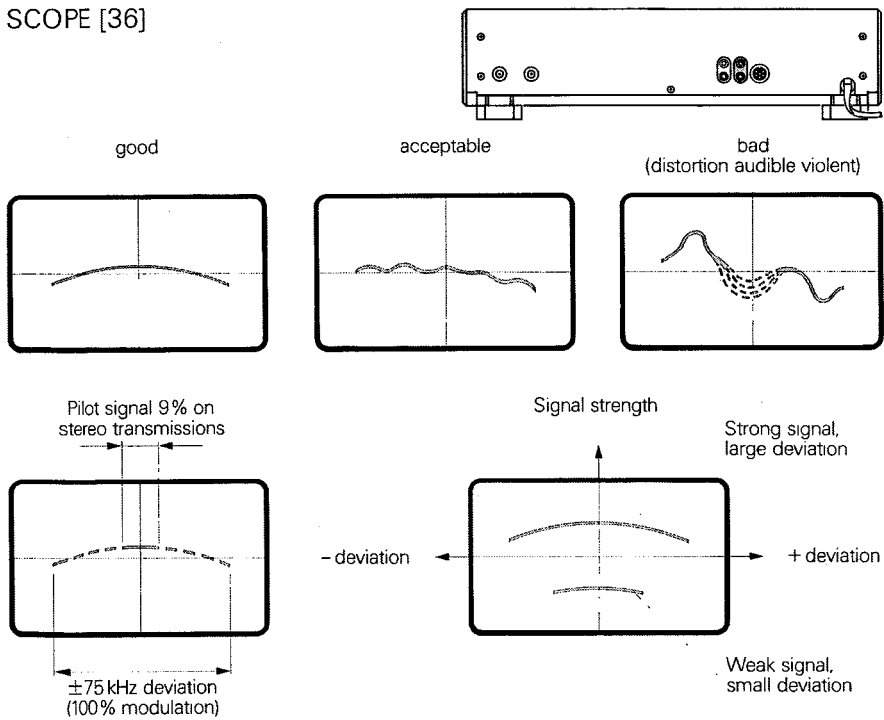 SCOPE [36]
good
acceptable
bad
(distortion audible violent)
Pilot signal 9% on
stereo transmissions
Signal strength
Strong signal,
large deviation
− deviation
+ deviation
±75 kHz deviation
(100% modulation)
Weak signal,
small deviation